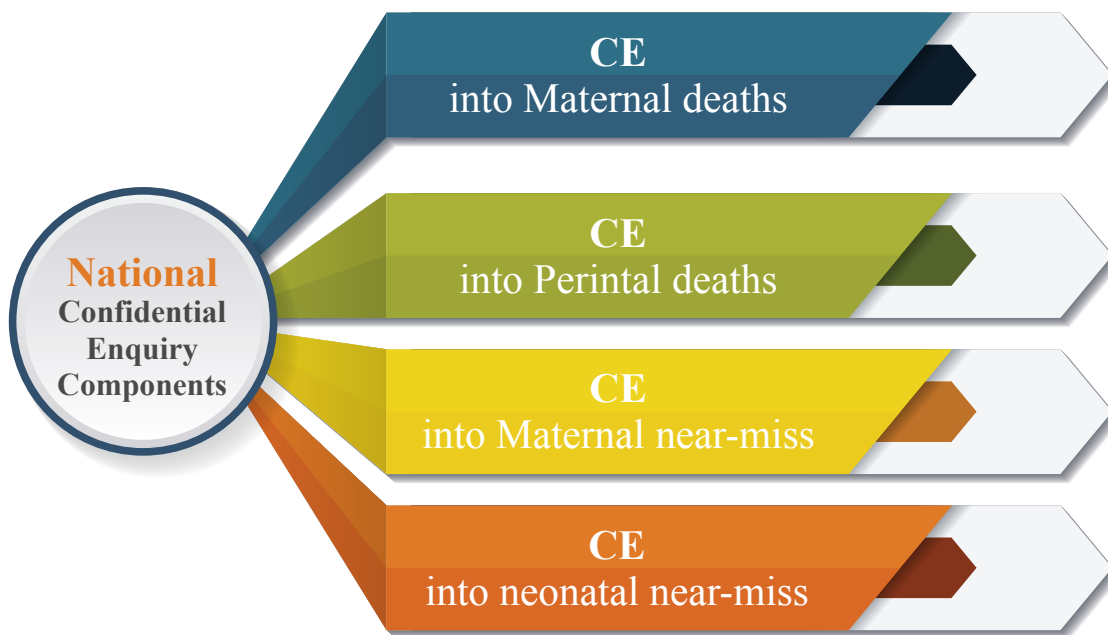 National
Confidential
Enquiry
Components
CE
into Maternal deaths
CE
into Perintal deaths
CE
into Maternal near-miss
CE
into neonatal near-miss